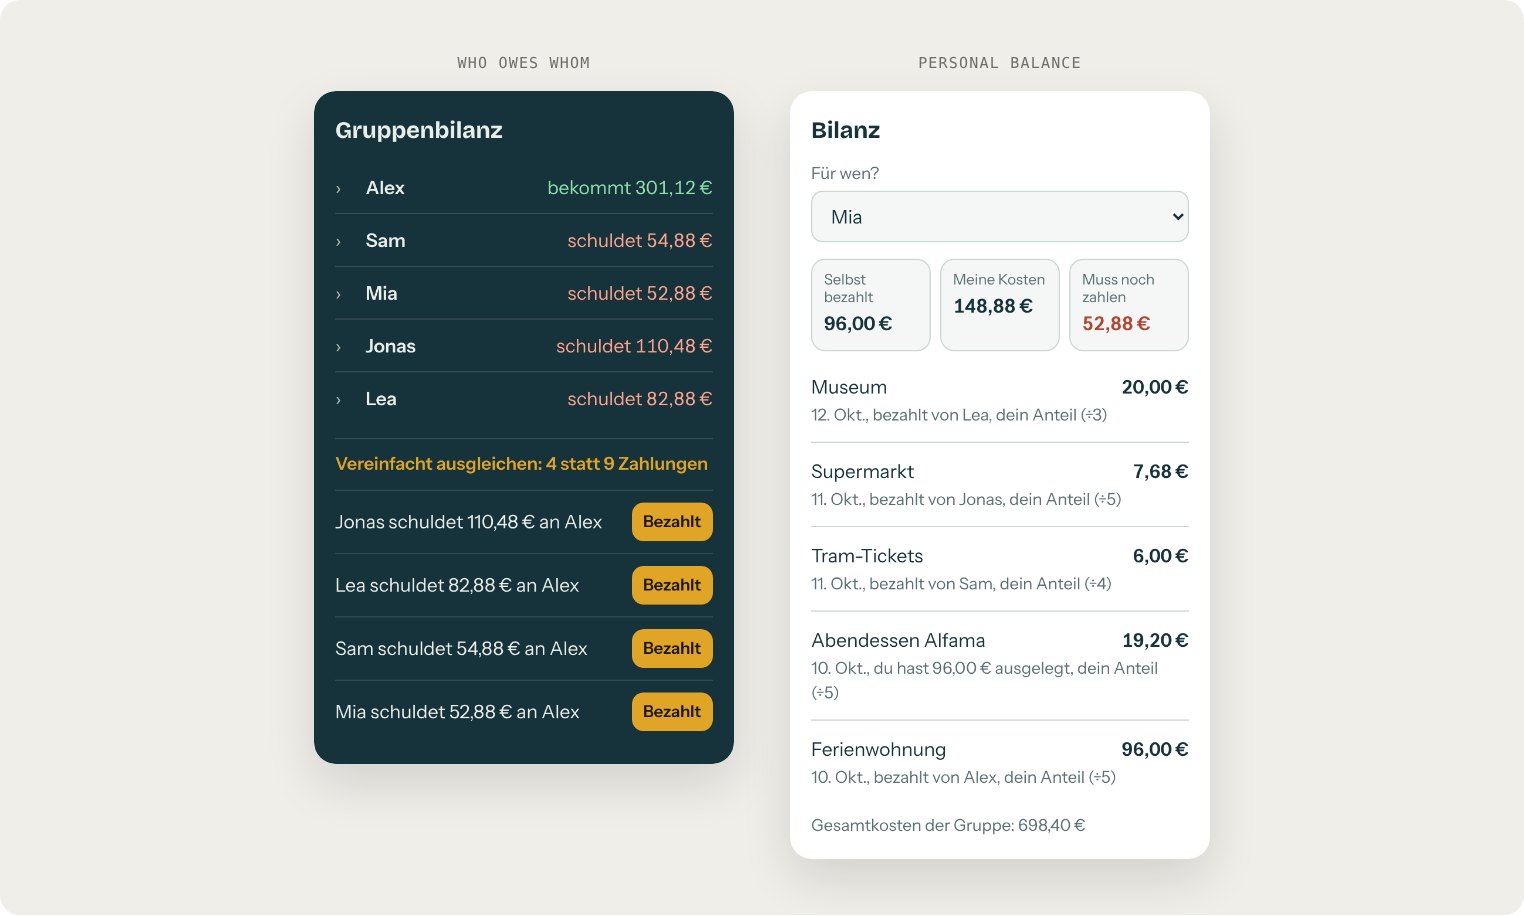 WHO OWES WHOM
Gruppenbilanz
› Alex bekommt 301,12 €
› Sam schuldet 54,88 €
› Mia schuldet 52,88 €
› Jonas schuldet 110,48 €
› Lea schuldet 82,88 €
Vereinfacht ausgleichen: 4 statt 9 Zahlungen
Jonas schuldet 110,48 € an Alex Bezahlt
Lea schuldet 82,88 € an Alex Bezahlt
Sam schuldet 54,88 € an Alex Bezahlt
Mia schuldet 52,88 € an Alex Bezahlt
PERSONAL BALANCE
Bilanz
Für wen?
Mia
Selbst
bezahlt
96,00 €
Meine Kosten
148,88 €
Muss noch
zahlen
52,88 €
Museum 20,00 €
12. Okt., bezahlt von Lea, dein Anteil (÷3)
Supermarkt 7,68 €
11. Okt., bezahlt von Jonas, dein Anteil (÷5)
Tram-Tickets 6,00 €
11. Okt., bezahlt von Sam, dein Anteil (÷4)
Abendessen Alfama 19,20 €
10. Okt., du hast 96,00 € ausgelegt, dein Anteil
(÷5)
Ferienwohnung 96,00 €
10. Okt., bezahlt von Alex, dein Anteil (÷5)
Gesamtkosten der Gruppe: 698,40 €